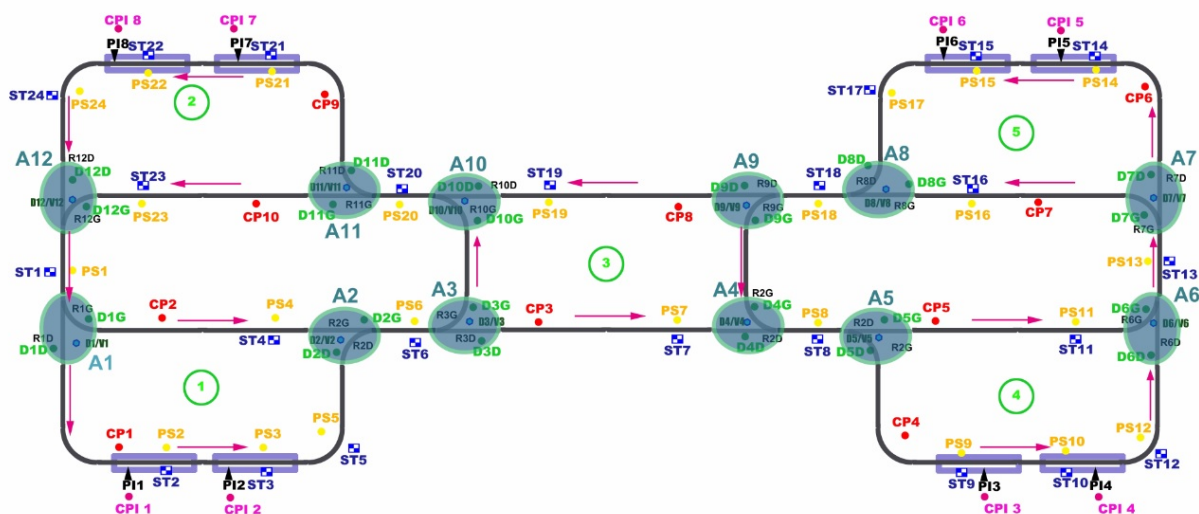 CPI 8
CPI 7
CPI 6
CPI 5
PI8
ST22
PI7
ST21
PI6
ST15
PI5
ST14
PS22
PS21
PS15
PS14
ST24
PS24
2
CP9
ST17
PS17
5
CP6
A12
R12D
D12D
ST23
R11D
D11D
ST20
A10
D10D
R10D
ST19
A9
D9D
R9D
ST18
D8D
A8
R8D
D8G
ST16
A7
D7D
R7D
D12/V12
D12G
R12G
PS23
CP10
D11/V11
D11G
R11G
A11
PS20
D10/V10
R10G
D10G
PS19
CP8
D9/V9
R9G
D9G
PS18
D8/V8
R8G
PS16
CP7
D7/V7
D7G
R7G
ST1
PS1
3
PS13
ST13
R1G
D1G
CP2
PS4
A2
R2G
D2G
PS6
A3
R3G
D3G
D3/V3
CP3
PS7
A4
R2G
D4G
D4/V4
PS8
A5
R2D
D5G
CP5
PS11
D6G
R6G
D6/V6
A6
R1D
D1D
D1/V1
A1
ST4
D2/V2
D2D
R2D
ST6
R3D
D3D
ST7
D4D
R2D
ST8
D5/V5
D5D
R2G
ST11
R6D
D6D
1
4
CP1
PS2
PS3
PS5
ST5
CP4
PS9
PS10
PS12
ST12
PI1
ST2
PI2
ST3
ST9
PI3
ST10
PI4
CPI 1
CPI 2
CPI 3
CPI 4